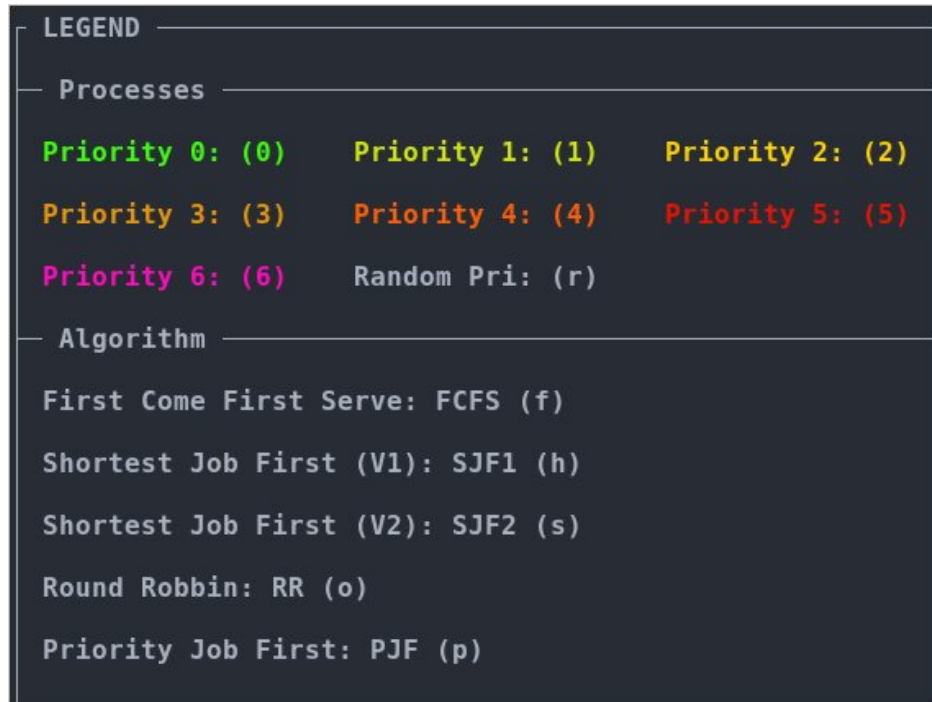 LEGEND
Processes
Priority 0: (0) Priority 1: (1) Priority 2: (2)
Priority 3: (3) Priority 4: (4) Priority 5: (5)
Priority 6: (6) Random Pri: (r)
Algorithm
First Come First Serve: FCFS (f)
Shortest Job First (V1): SJF1 (h)
Shortest Job First (V2): SJF2 (s)
Round Robbin: RR (o)
Priority Job First: PJF (p)